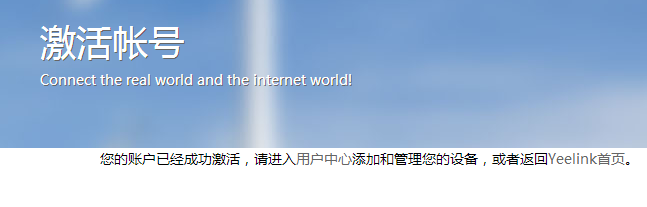 激活帐号
Connect the real world and the internet world!
您的账户已经成功激活，请进入用户中心添加和管理您的设备，或者返回Yeelink首页。